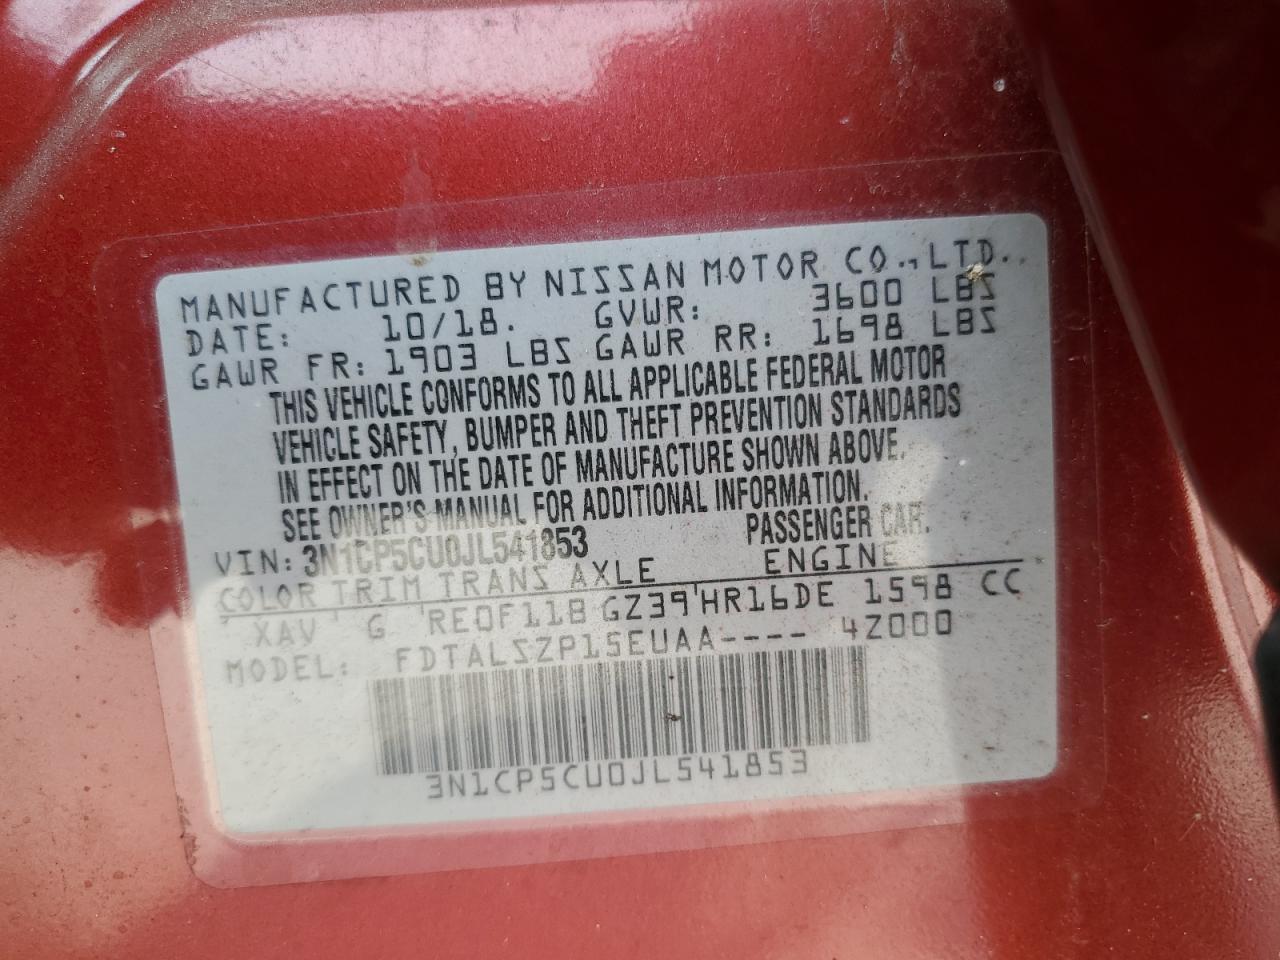 MANUFACTURED BY NISSAN MOTOR CO., LTD.
DATE: 10/18. GVWR: 3600 LBS
GAWR FR: 1903 LBS GAWR RR: 1698 LBS
THIS VEHICLE CONFORMS TO ALL APPLICABLE FEDERAL MOTOR
VEHICLE SAFETY, BUMPER AND THEFT PREVENTION STANDARDS
IN EFFECT ON THE DATE OF MANUFACTURE SHOWN ABOVE.
SEE OWNER'S MANUAL FOR ADDITIONAL INFORMATION.
VIN: 3N1CP5CU0JL541853 PASSENGER CAR.
COLOR TRIM TRANS AXLE ENGINE
XAV G RE0F11B GZ39 HR16DE 1598 CC
MODEL: FDTALSZP15EUAA---- 4Z000
3N1CP5CU0JL541853